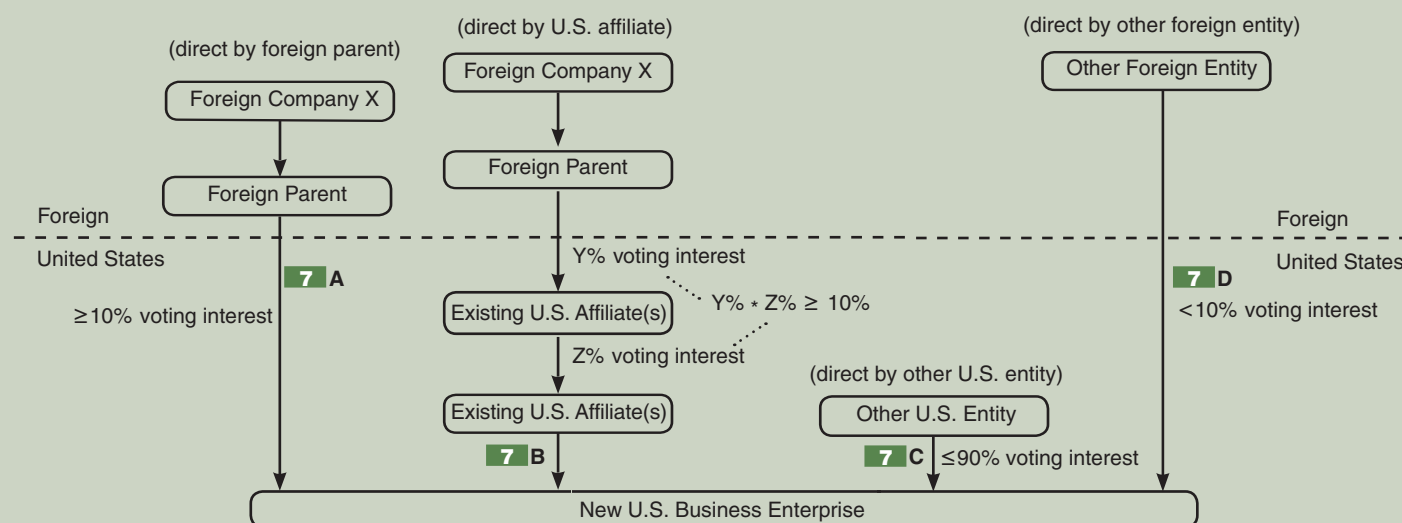 (direct by foreign parent)
Foreign Company X
Foreign Parent
(direct by U.S. affiliate)
Foreign Company X
Foreign Parent
(direct by other foreign entity)
Other Foreign Entity
Foreign
Foreign
United States
United States
7 A
≥10% voting interest
Y% voting interest
Existing U.S. Affiliate(s)
Y% * Z% ≥ 10%
Z% voting interest
Existing U.S. Affiliate(s)
7 B
(direct by other U.S. entity)
Other U.S. Entity
7 C ≤90% voting interest
7 D
<10% voting interest
New U.S. Business Enterprise